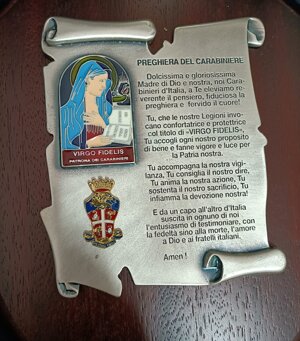 PREGHIERA DEL CARABINIERE
Dolcissima e gloriosissima
Madre di Dio e nostra, noi Cara-
binieri d'Italia, a Te eleviamo re-
verente il pensiero, fiduciosa la
preghiera e fervido il cuore!
Tu, che le nostre Legioni invo-
cano confortatrice e protettrice
col titolo di «VIRGO FIDELIS»,
Tu accogli ogni nostro proposito
di bene e fanne vigore e luce per
la Patria nostra.
Tu accompagna la nostra vigi-
lanza, Tu consiglia il nostro dire,
Tu anima la nostra azione, Tu
sostenta il nostro sacrificio, Tu
infiamma la devozione nostra!
E da un capo all'altro d'Italia
suscita in ognuno di noi
l'entusiasmo di testimoniare, con
la fedeltà sino alla morte, l'amore
a Dio e ai fratelli italiani.
Amen!
VIRGO FIDELIS
PATRONA DEI CARABINIERI